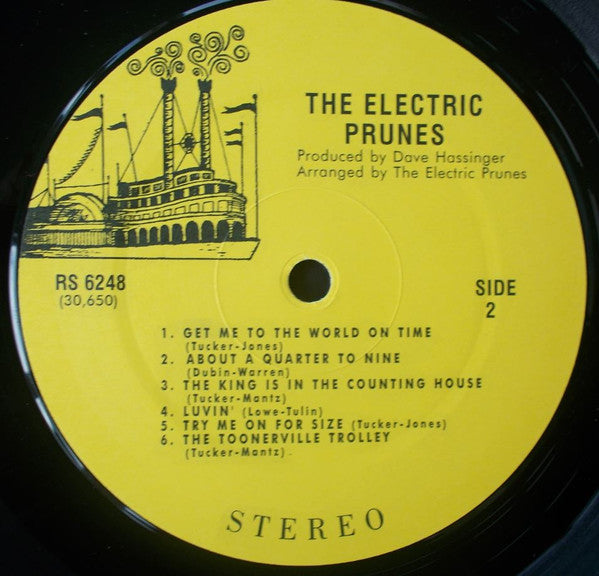 THE ELECTRIC
PRUNES
Produced by Dave Hassinger
Arranged by The Electric Prunes
RS 6248
(30,650)
SIDE
2
1. GET ME TO THE WORLD ON TIME
(Tucker-Jones)
2. ABOUT A QUARTER TO NINE
(Dubin-Warren)
3. THE KING IS IN THE COUNTING HOUSE
(Tucker-Mantz)
4. LUVIN' (Lowe-Tulin)
5. TRY ME ON FOR SIZE (Tucker-Jones)
6. THE TOONERVILLE TROLLEY
(Tucker-Mantz).
STEREO